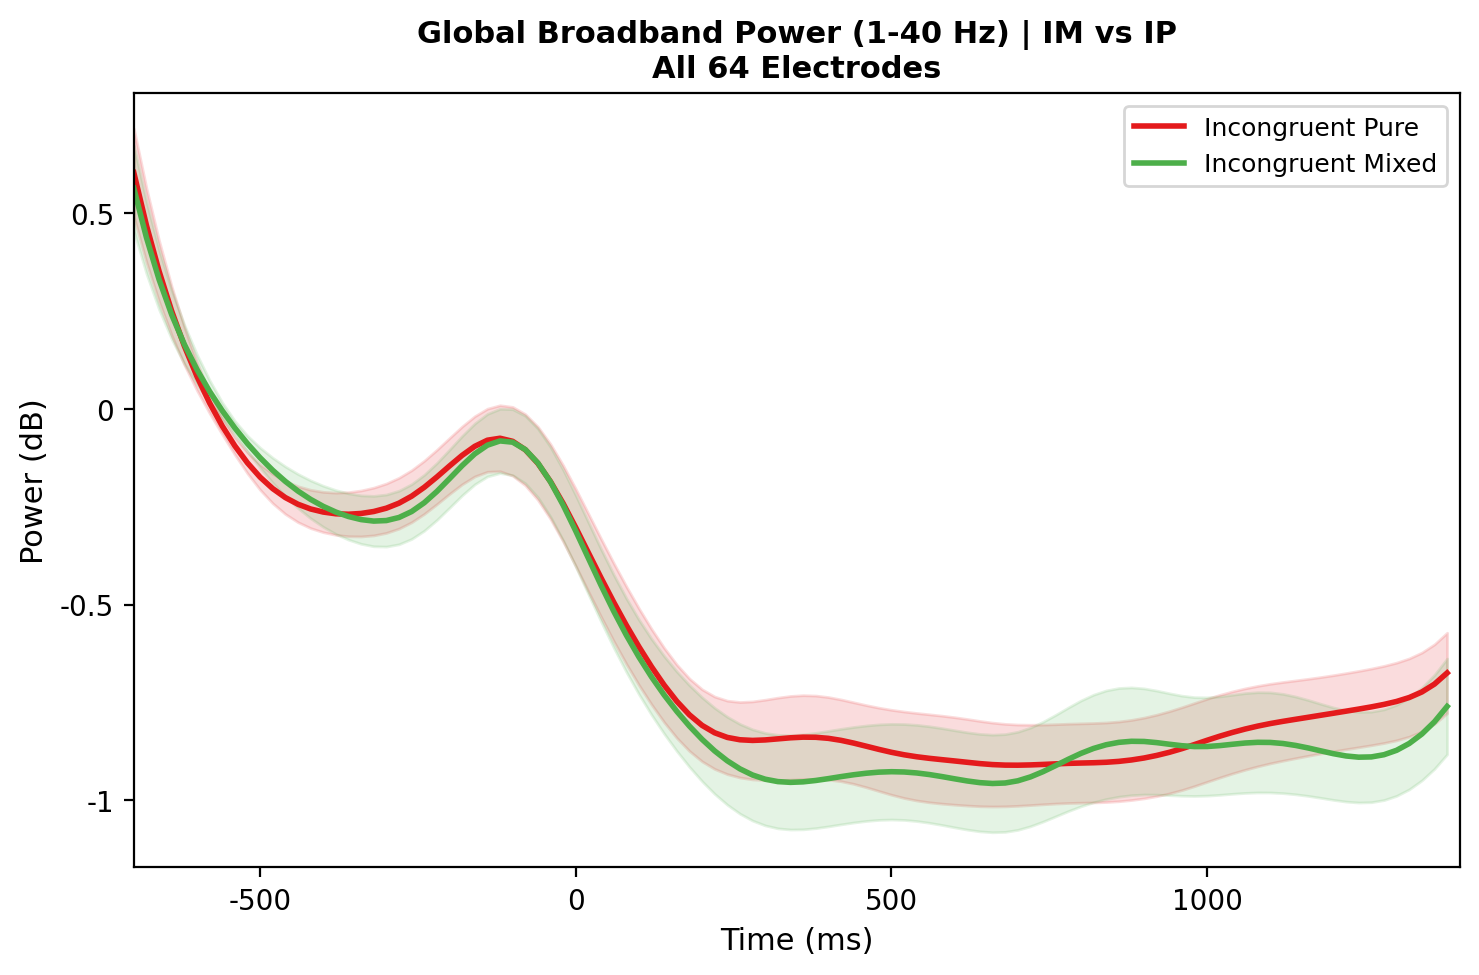 Global Broadband Power (1-40 Hz) | IM vs IP
All 64 Electrodes
Incongruent Pure
Incongruent Mixed
Power (dB)
0.5
0
-0.5
-1
-500
0
500
1000
Time (ms)